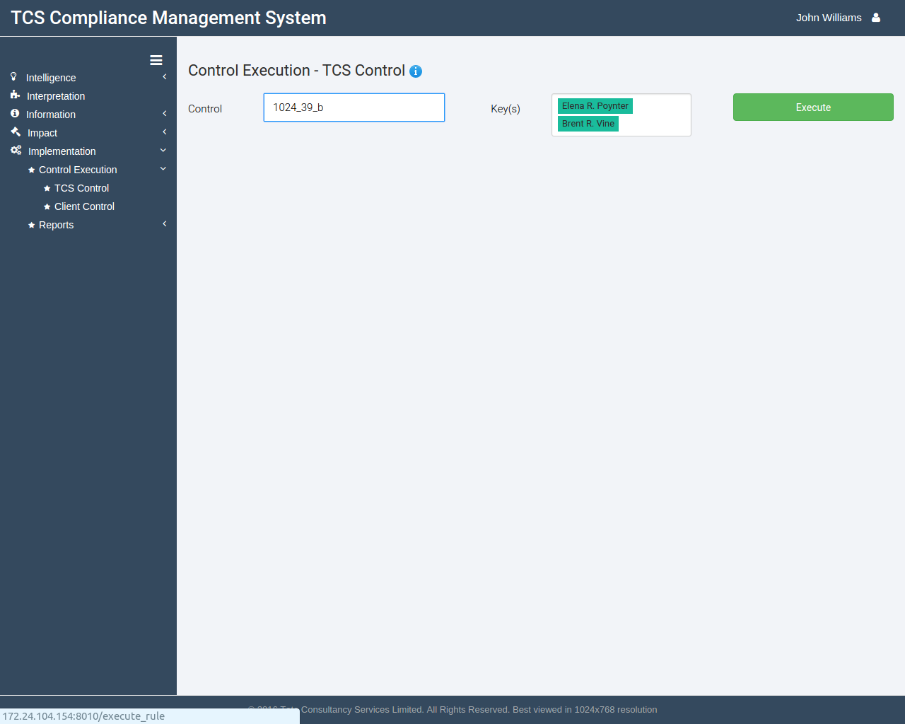 TCS Compliance Management System
John Williams
Intelligence
Interpretation
Information
Impact
Implementation
Control Execution
TCS Control
Client Control
Reports
Control Execution - TCS Control
Control
1024_39_b
Key(s)
Elena R. Poynter
Brent R. Vine
Execute
Consultancy Services Limited. All Rights Reserved. Best viewed in 1024x768 resolution
172.24.104.154:8010/execute_rule